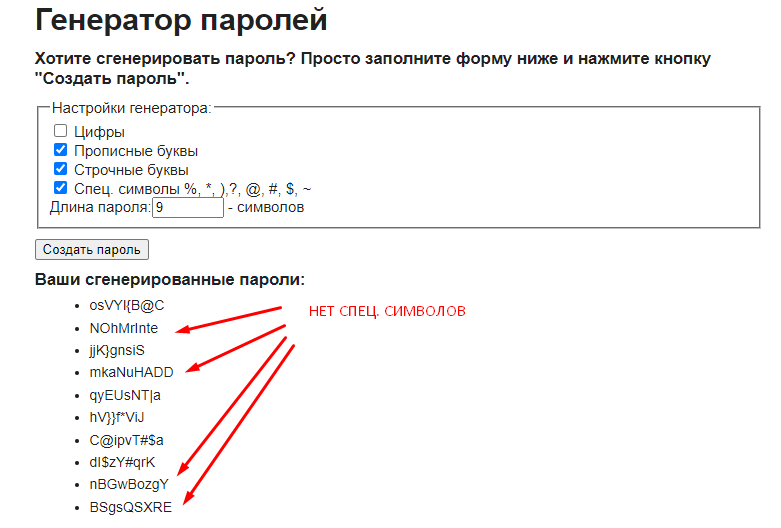 Генератор паролей
Хотите сгенерировать пароль? Просто заполните форму ниже и нажмите кнопку
"Создать пароль".
Настройки генератора:
Цифры
Прописные буквы
Строчные буквы
Спец. символы %, *, ),?, @, #, $, ~
Длина пароля: 9 - символов
Создать пароль
Ваши сгенерированные пароли:
osVYI{B@C
НЕТ СПЕЦ. СИМВОЛОВ
NOhMrInte
jjK}gnsiS
mkaNuHADD
qyEUsNT|a
hV}}f*ViJ
C@ipvT#$a
dI$zY#qrK
nBGwBozgY
BSgsQSXRE